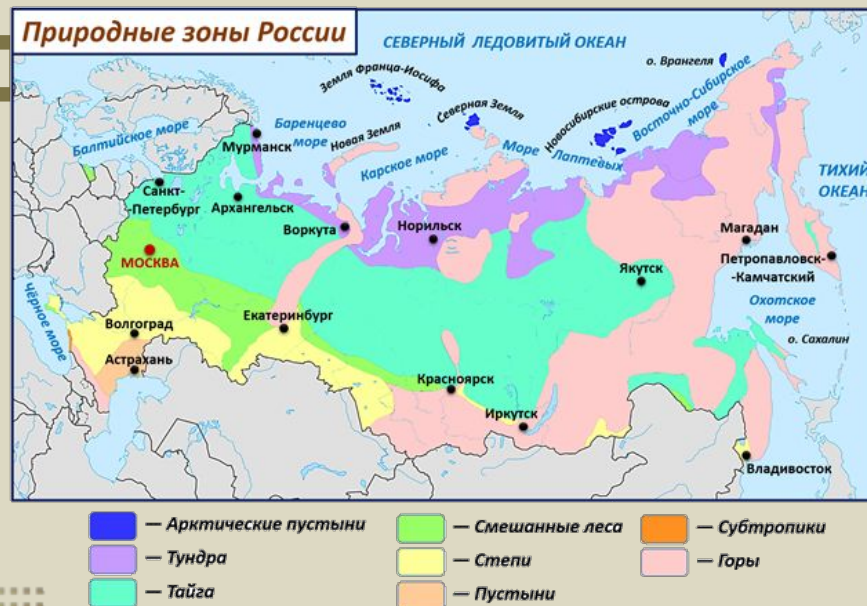 Природные зоны России
СЕВЕРНЫЙ ЛЕДОВИТЫЙ ОКЕАН
о. Врангеля
Земля Франца-Иосифа
Северная Земля
Новосибирские острова
Восточно-Сибирское
море
Балтийское море
Баренцево
море
Новая Земля
Карское море
Море Лаптевых
ТИХИЙ
ОКЕАН
Мурманск
Санкт-
-Петербург
Архангельск
Воркута
Норильск
Магадан
Петропавловск-
-Камчатский
МОСКВА
Якутск
Охотское
море
Чёрное море
Волгоград
Екатеринбург
о. Сахалин
Астрахань
Красноярск
Иркутск
Владивосток
— Арктические пустыни
— Смешанные леса
— Субтропики
— Тундра
— Степи
— Горы
— Тайга
— Пустыни